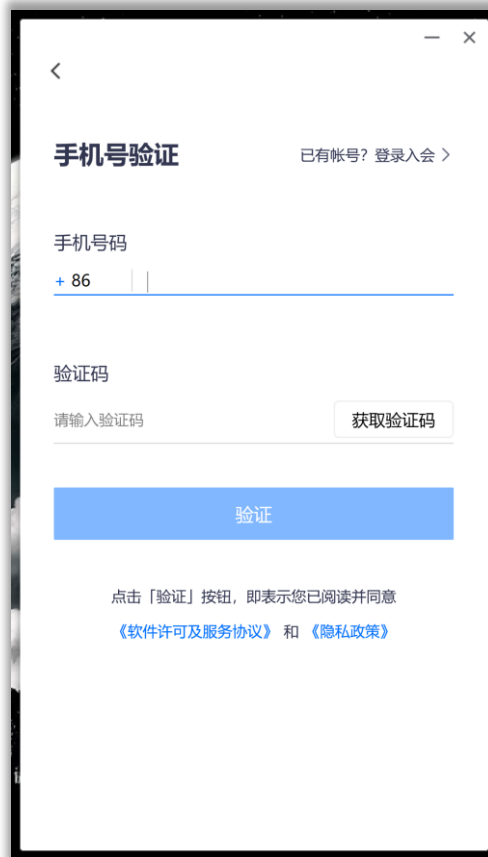 手机号验证 已有帐号？登录入会
手机号码
+ 86
验证码
请输入验证码 获取验证码
验证
点击「验证」按钮，即表示您已阅读并同意
《软件许可及服务协议》 和 《隐私政策》